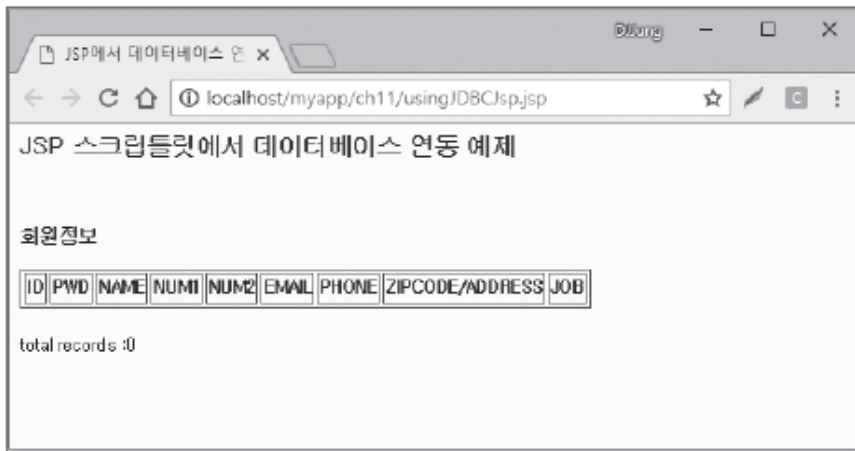 DJung
JSP에서 데이터베이스 연
localhost/myapp/ch11/usingJDBCJsp.jsp
JSP 스크립틀릿에서 데이터베이스 연동 예제
회원정보
ID PWD NAME NUM1 NUM2 EMAIL PHONE ZIPCODE/ADDRESS JOB
total records :0